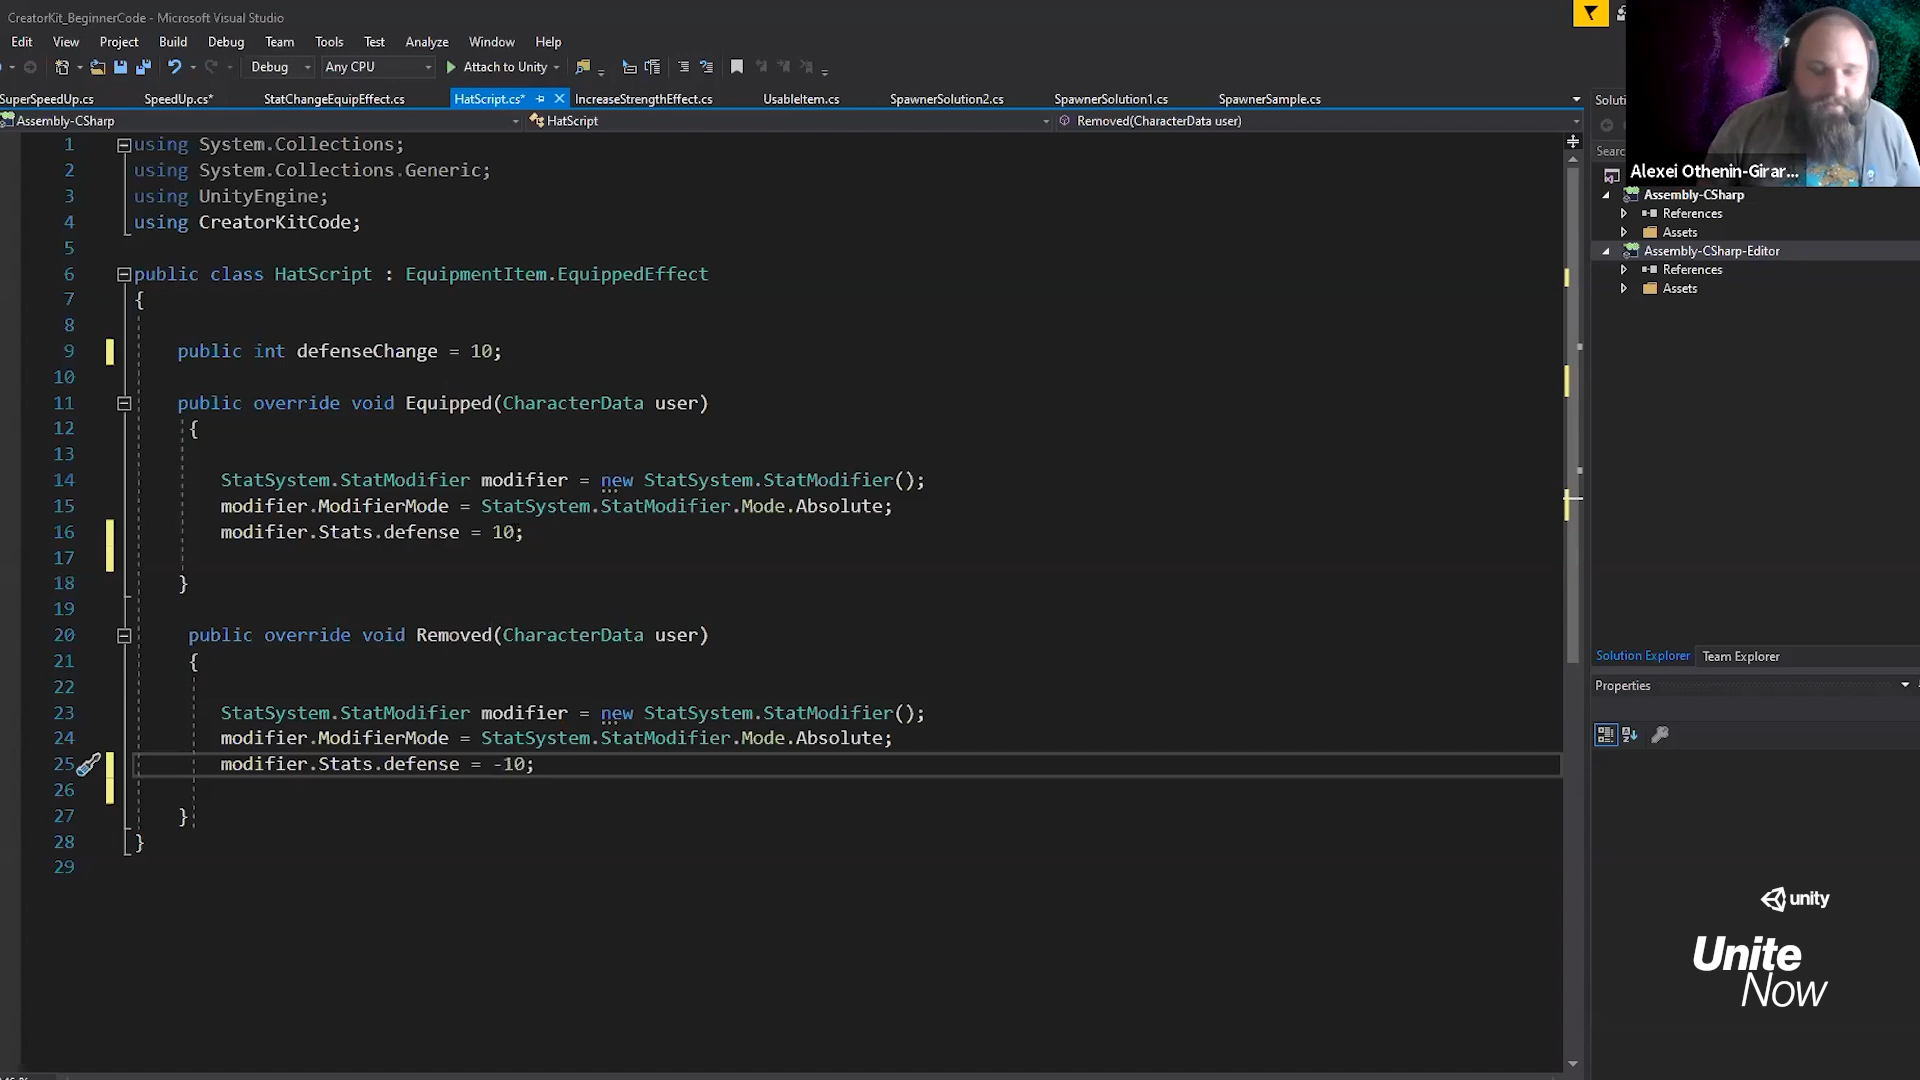 CreatorKit_BeginnerCode - Microsoft Visual Studio
Edit View Project Build Debug Team Tools Test Analyze Window Help
Debug Any CPU Attach to Unity
SuperSpeedUp.cs SpeedUp.cs* StatChangeEquipEffect.cs HatScript.cs* IncreaseStrengthEffect.cs UsableItem.cs SpawnerSolution2.cs SpawnerSolution1.cs SpawnerSample.cs
Assembly-CSharp HatScript Removed(CharacterData user)
1 using System.Collections;
2 using System.Collections.Generic;
3 using UnityEngine;
4 using CreatorKitCode;
5
6 public class HatScript : EquipmentItem.EquippedEffect
7 {
8
9 public int defenseChange = 10;
10
11 public override void Equipped(CharacterData user)
12 {
13
14 StatSystem.StatModifier modifier = new StatSystem.StatModifier();
15 modifier.ModifierMode = StatSystem.StatModifier.Mode.Absolute;
16 modifier.Stats.defense = 10;
17
18 }
19
20 public override void Removed(CharacterData user)
21 {
22
23 StatSystem.StatModifier modifier = new StatSystem.StatModifier();
24 modifier.ModifierMode = StatSystem.StatModifier.Mode.Absolute;
25 modifier.Stats.defense = -10;
26
27 }
28 }
29
Alexei Othenin-Girar...
Assembly-CSharp
References
Assets
Assembly-CSharp-Editor
References
Assets
Solution Explorer Team Explorer
Properties
unity
Unite
Now